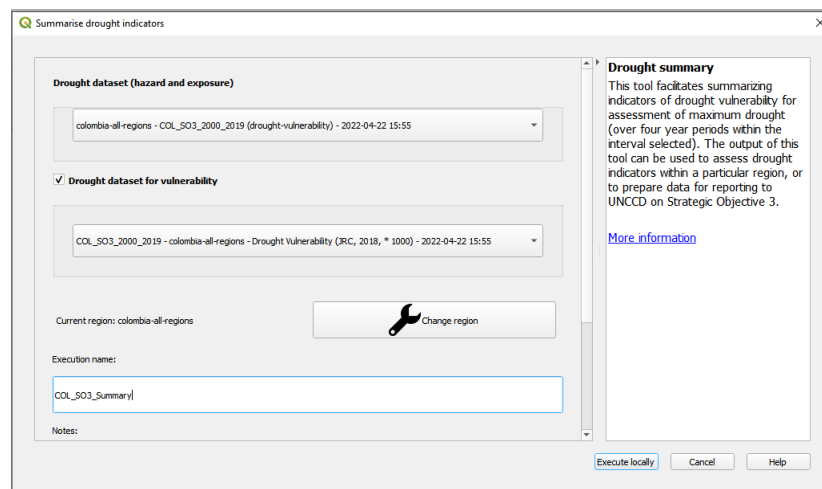 Summarise drought indicators
Drought dataset (hazard and exposure)
colombia-all-regions - COL_SO3_2000_2019 (drought-vulnerability) - 2022-04-22 15:55
Drought dataset for vulnerability
COL_SO3_2000_2019 - colombia-all-regions - Drought Vulnerability (JRC, 2018, * 1000) - 2022-04-22 15:55
Current region: colombia-all-regions
Change region
Execution name:
COL_SO3_Summary
Notes:
Drought summary
This tool facilitates summarizing
indicators of drought vulnerability for
assessment of maximum drought
(over four year periods within the
interval selected). The output of this
tool can be used to assess drought
indicators within a particular region, or
to prepare data for reporting to
UNCCD on Strategic Objective 3.
More information
Execute locally
Cancel
Help